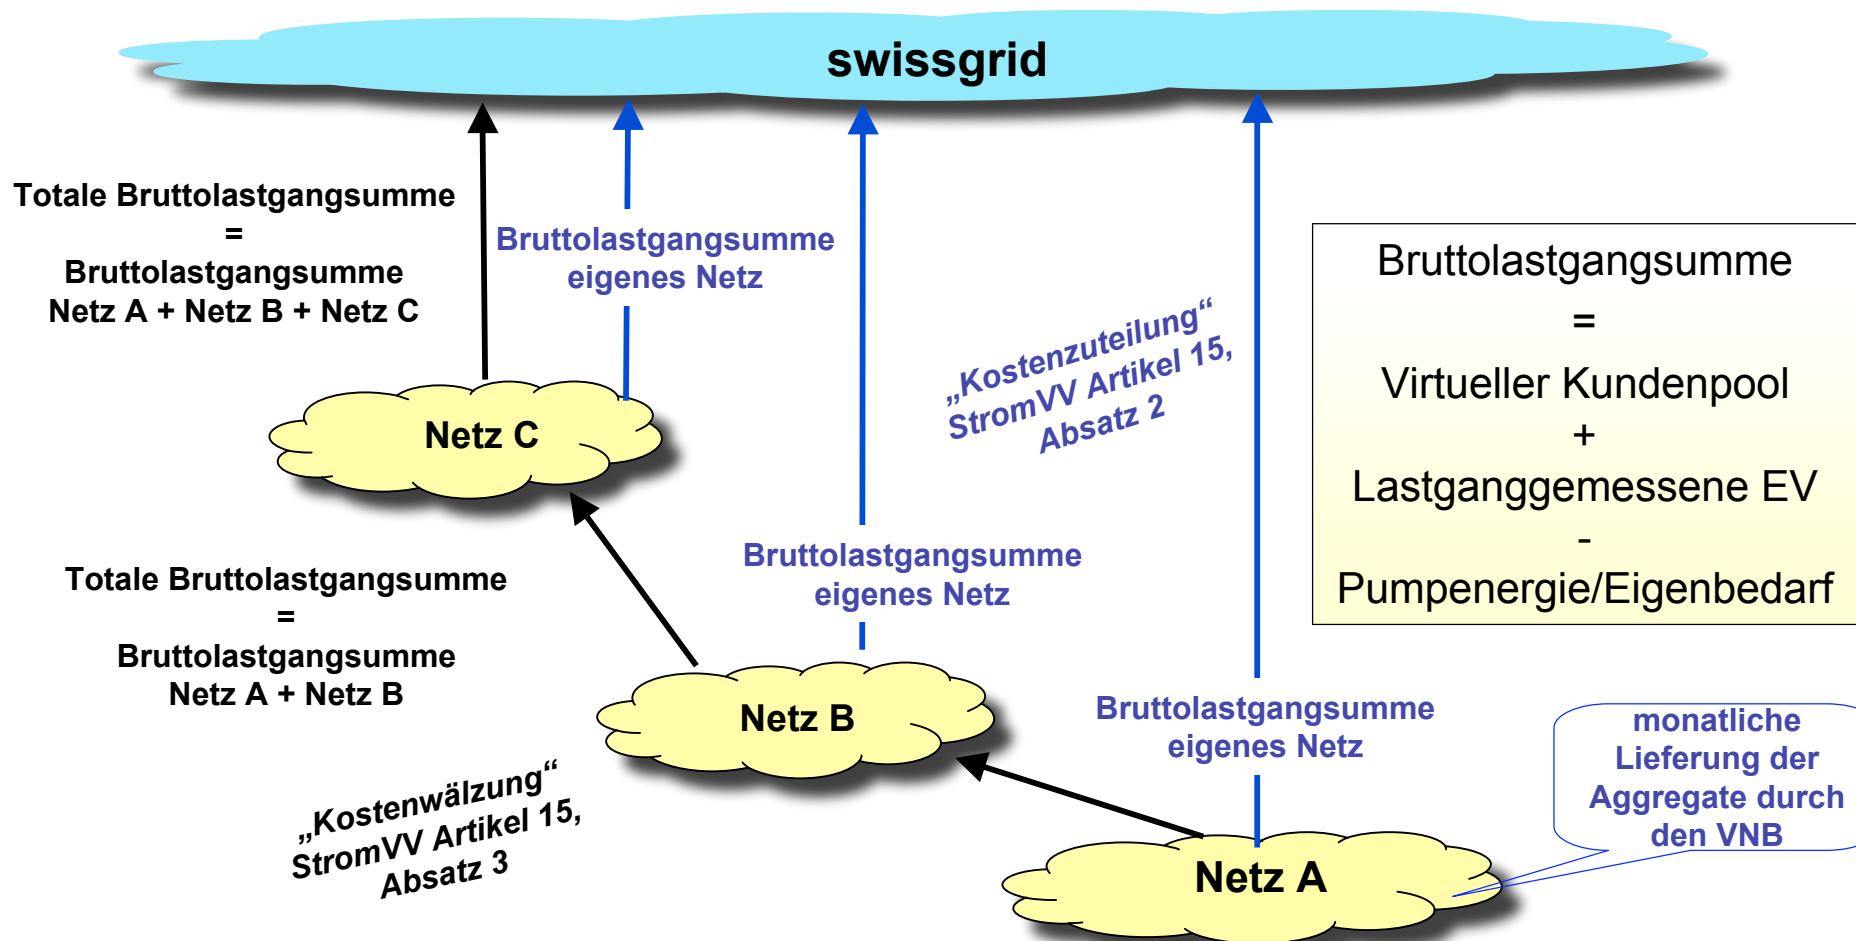 swissgrid
Totale Bruttolastgangsumme
=
Bruttolastgangsumme
Netz A + Netz B + Netz C
Bruttolastgangsumme
eigenes Netz
„Kostenzuteilung“
StromVV Artikel 15,
Absatz 2
Bruttolastgangsumme
=
Virtueller Kundenpool
+
Lastganggemessene EV
-
Pumpenergie/Eigenbedarf
Netz C
Totale Bruttolastgangsumme
=
Bruttolastgangsumme
Netz A + Netz B
Bruttolastgangsumme
eigenes Netz
Netz B
Bruttolastgangsumme
eigenes Netz
monatliche
Lieferung der
Aggregate durch
den VNB
„Kostenwälzung“
StromVV Artikel 15,
Absatz 3
Netz A